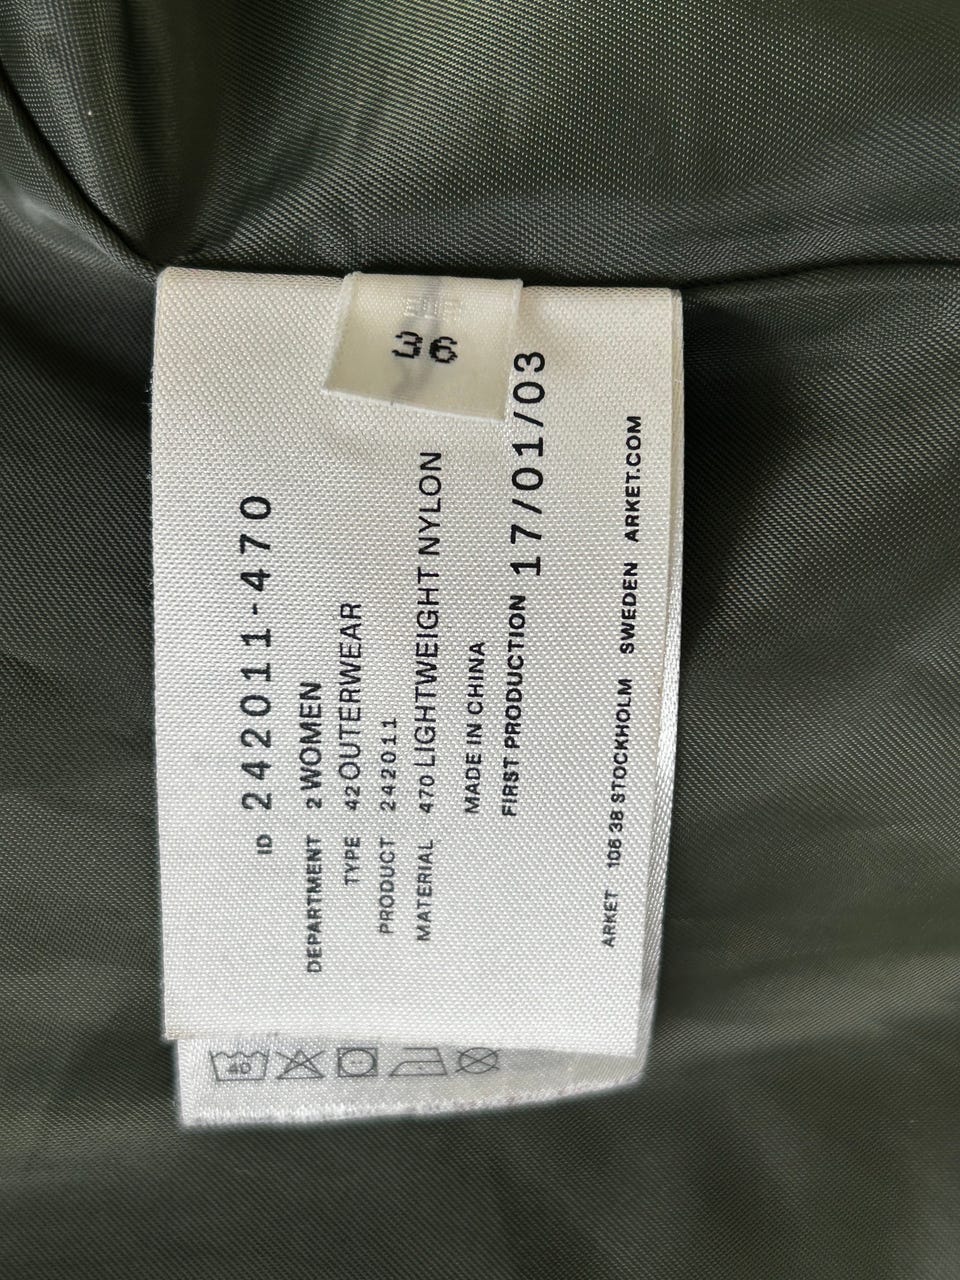 36
ID 242011-470
DEPARTMENT 2 WOMEN
TYPE 42 OUTERWEAR
PRODUCT 242011
MATERIAL 470 LIGHTWEIGHT NYLON
MADE IN CHINA
FIRST PRODUCTION 17/01/03
ARKET 106 38 STOCKHOLM SWEDEN ARKET.COM
40